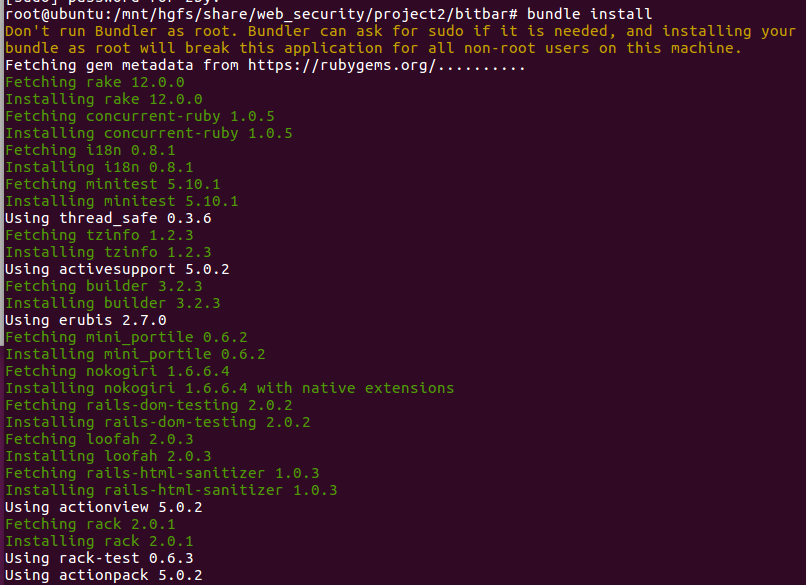 [sudo] password for zby:
root@ubuntu:/mnt/hgfs/share/web_security/project2/bitbar# bundle install
Don't run Bundler as root. Bundler can ask for sudo if it is needed, and installing your
bundle as root will break this application for all non-root users on this machine.
Fetching gem metadata from https://rubygems.org/..........
Fetching rake 12.0.0
Installing rake 12.0.0
Fetching concurrent-ruby 1.0.5
Installing concurrent-ruby 1.0.5
Fetching i18n 0.8.1
Installing i18n 0.8.1
Fetching minitest 5.10.1
Installing minitest 5.10.1
Using thread_safe 0.3.6
Fetching tzinfo 1.2.3
Installing tzinfo 1.2.3
Using activesupport 5.0.2
Fetching builder 3.2.3
Installing builder 3.2.3
Using erubis 2.7.0
Fetching mini_portile 0.6.2
Installing mini_portile 0.6.2
Fetching nokogiri 1.6.6.4
Installing nokogiri 1.6.6.4 with native extensions
Fetching rails-dom-testing 2.0.2
Installing rails-dom-testing 2.0.2
Fetching loofah 2.0.3
Installing loofah 2.0.3
Fetching rails-html-sanitizer 1.0.3
Installing rails-html-sanitizer 1.0.3
Using actionview 5.0.2
Fetching rack 2.0.1
Installing rack 2.0.1
Using rack-test 0.6.3
Using actionpack 5.0.2